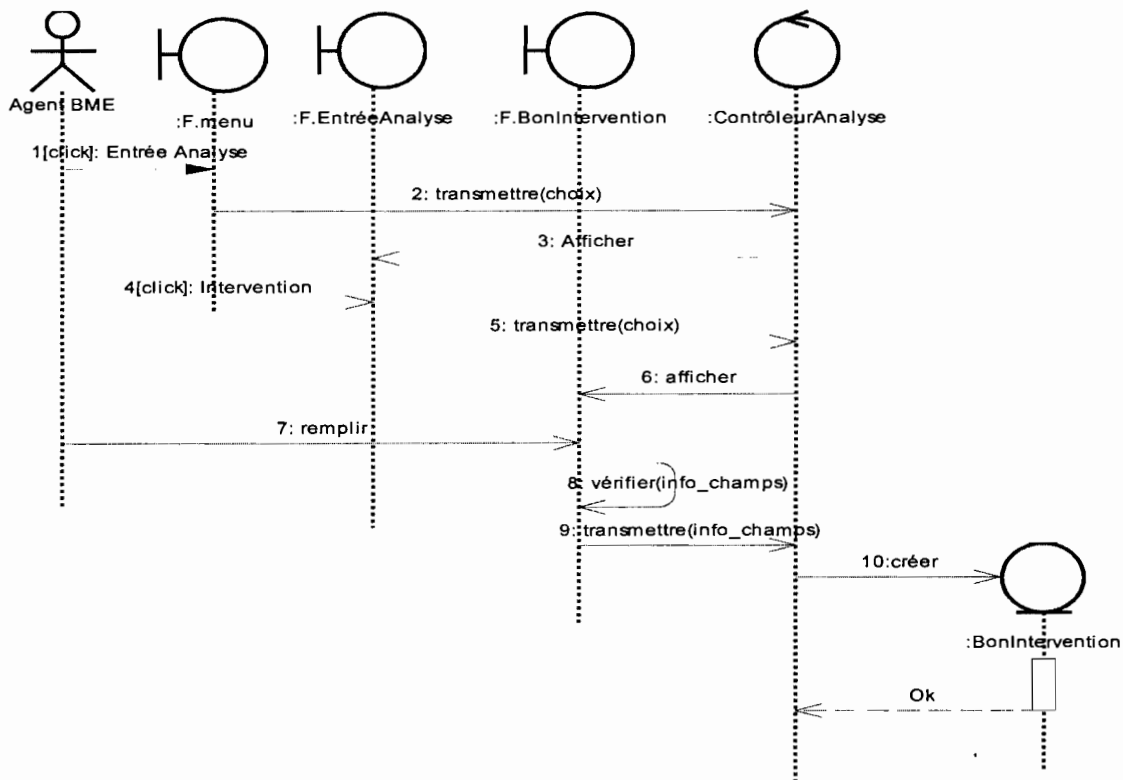 Agent BME
:F.menu
:F.EntréeAnalyse
:F.BonIntervention
:ContrôleurAnalyse
1[click]: Entrée Analyse
2: transmettre(choix)
3: Afficher
4[click]: Intervention
5: transmettre(choix)
6: afficher
7: remplir
8: vérifier(info_champs)
9: transmettre(info_champs)
10:créer
:BonIntervention
Ok